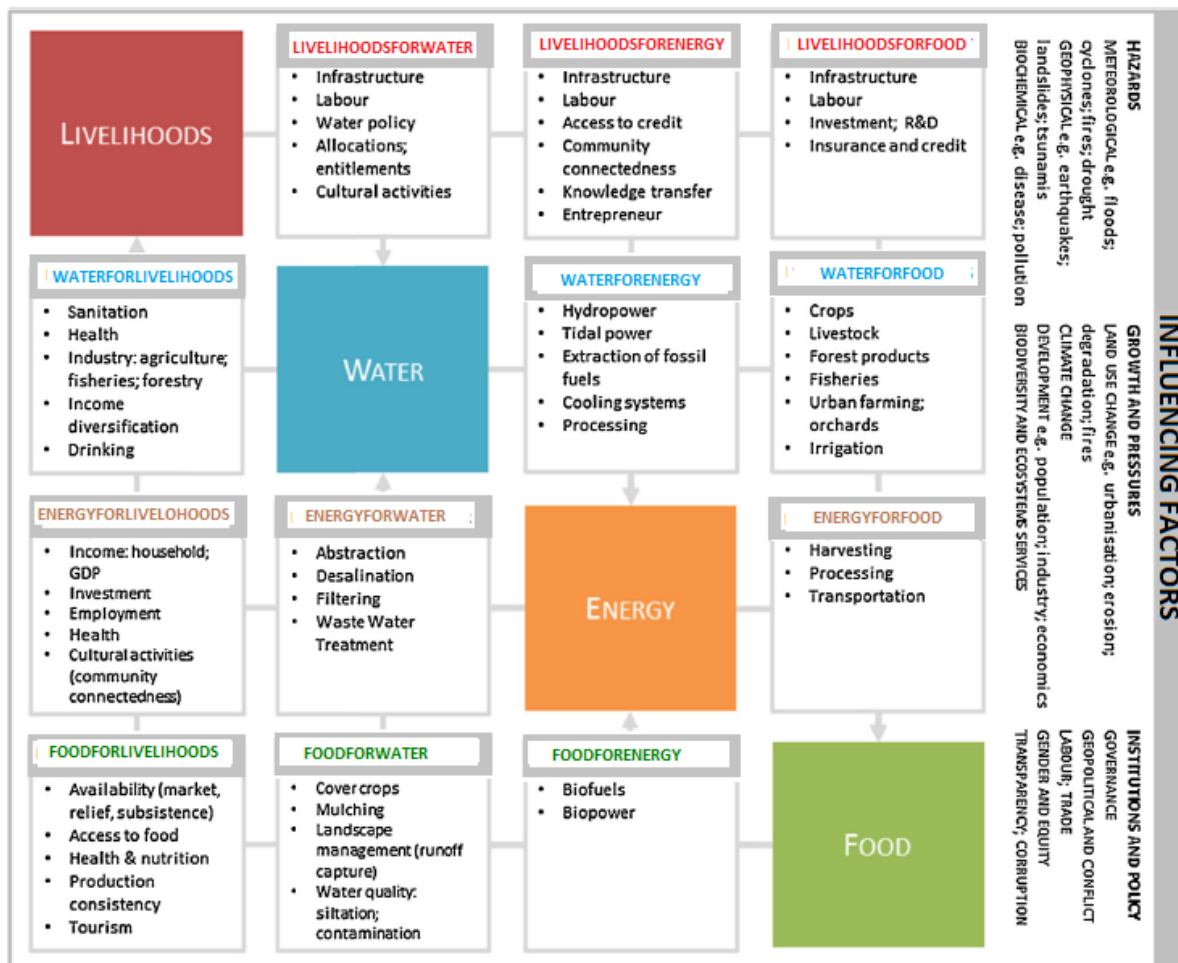 LIVELIHOODS
LIVELIHOODSFORWATER
• Infrastructure
• Labour
• Water policy
• Allocations;
entitlements
• Cultural activities
LIVELIHOODSFORENERGY
• Infrastructure
• Labour
• Access to credit
• Community
connectedness
• Knowledge transfer
• Entrepreneur
LIVELIHOODSFORFOOD
• Infrastructure
• Labour
• Investment; R&D
• Insurance and credit
WATERFORLIVELIHOODS
• Sanitation
• Health
• Industry: agriculture;
fisheries; forestry
• Income
diversification
• Drinking
WATER
WATERFORENERGY
• Hydropower
• Tidal power
• Extraction of fossil
fuels
• Cooling systems
• Processing
WATERFORFOOD
• Crops
• Livestock
• Forest products
• Fisheries
• Urban farming;
orchards
• Irrigation
ENERGYFORLIVELOHOODS
• Income: household;
GDP
• Investment
• Employment
• Health
• Cultural activities
(community
connectedness)
ENERGYFORWATER
• Abstraction
• Desalination
• Filtering
• Waste Water
Treatment
ENERGY
ENERGYFORFOOD
• Harvesting
• Processing
• Transportation
FOODFORLIVELIHOODS
• Availability (market,
relief, subsistence)
• Access to food
• Health & nutrition
• Production
consistency
• Tourism
FOODFORWATER
• Cover crops
• Mulching
• Landscape
management (runoff
capture)
• Water quality:
siltation;
contamination
FOODFORENERGY
• Biofuels
• Biopower
FOOD
INFLUENCING FACTORS
HAZARDS
METEOROLOGICAL e.g. floods;
cyclones; fires; drought
GEOPHYSICAL e.g. earthquakes;
landslides; tsunamis
BIOCHEMICAL e.g. disease; pollution
GROWTH AND PRESSURES
LAND USE CHANGE e.g. urbanisation; erosion;
degradation; fires
CLIMATE CHANGE
DEVELOPMENT e.g. population; industry; economics
BIODIVERSITY AND ECOSYSTEMS SERVICES
INSTITUTIONS AND POLICY
GOVERNANCE
GEOPOLITICAL AND CONFLICT
LABOUR; TRADE
GENDER AND EQUITY
TRANSPARENCY; CORRUPTION